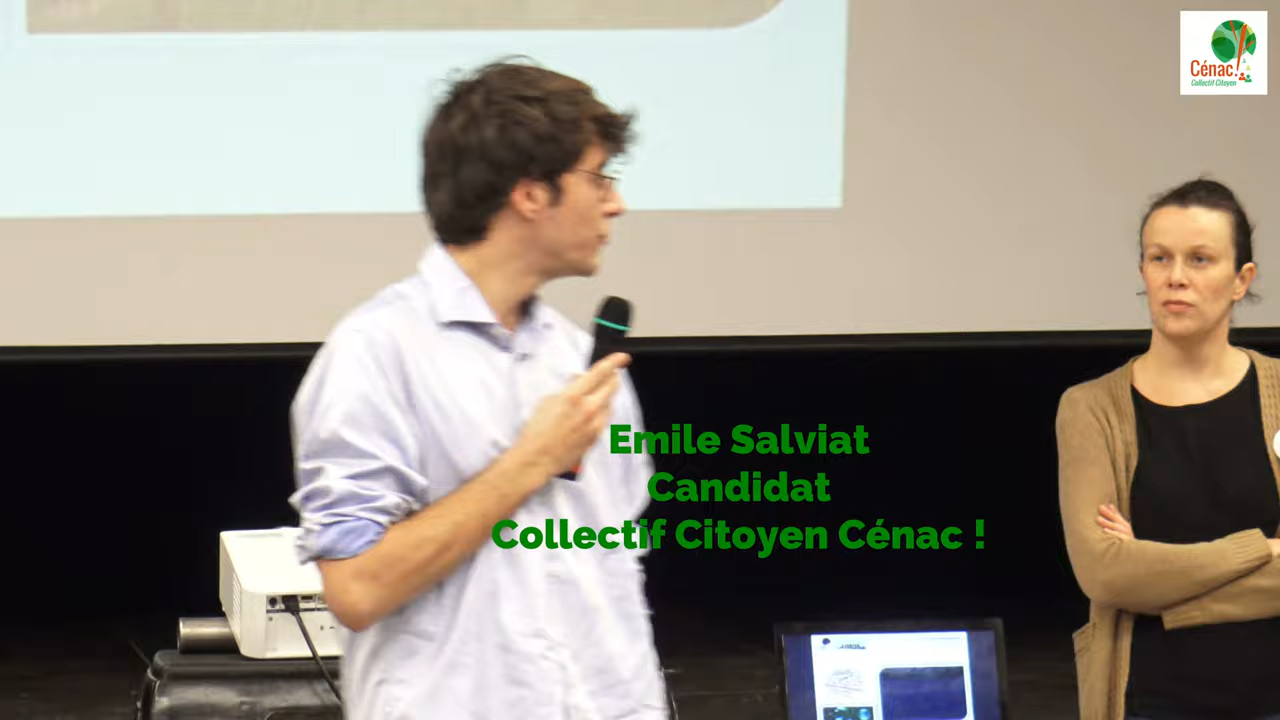 Cénac!
Collectif Citoyen
Emile Salviat
Candidat
Collectif Citoyen Cénac !